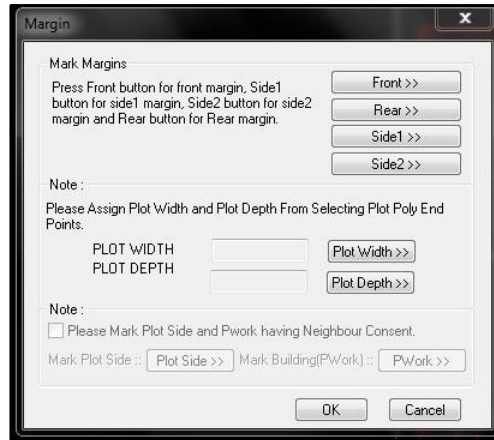 Margin
x
Mark Margins
Press Front button for front margin, Side1
button for side1 margin, Side2 button for side2
margin and Rear button for Rear margin.
Front >>
Rear >>
Side1 >>
Side2 >>
Note :
Please Assign Plot Width and Plot Depth From Selecting Plot Poly End
Points.
PLOT WIDTH
Plot Width >>
PLOT DEPTH
Plot Depth >>
Note :
Please Mark Plot Side and Pwork having Neighbour Consent.
Mark Plot Side :: Plot Side >> Mark Building(PWork) :: PWork >>
OK Cancel